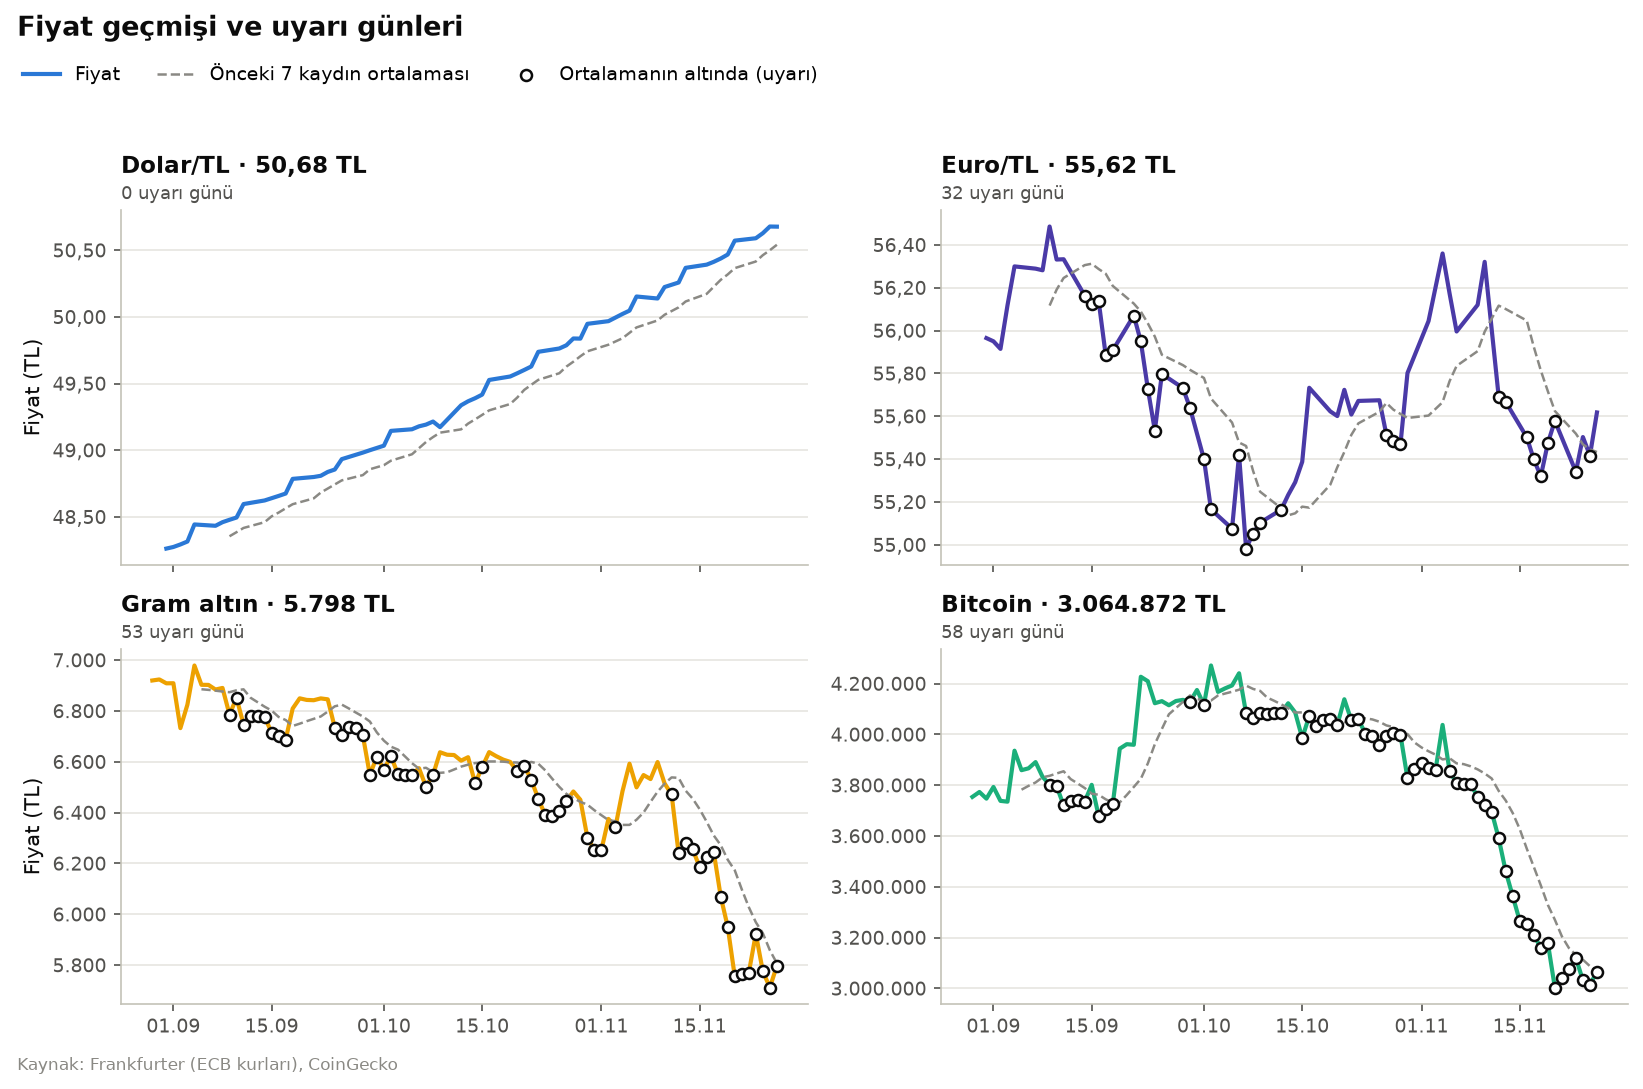 Fiyat geçmişi ve uyarı günleri
Fiyat
Önceki 7 kaydın ortalaması
Ortalamanın altında (uyarı)
Dolar/TL · 50,68 TL
0 uyarı günü
Fiyat (TL)
50,50
50,00
49,50
49,00
48,50
Euro/TL · 55,62 TL
32 uyarı günü
56,40
56,20
56,00
55,80
55,60
55,40
55,20
55,00
Gram altın · 5.798 TL
53 uyarı günü
Fiyat (TL)
7.000
6.800
6.600
6.400
6.200
6.000
5.800
01.09
15.09
01.10
15.10
01.11
15.11
Bitcoin · 3.064.872 TL
58 uyarı günü
4.200.000
4.000.000
3.800.000
3.600.000
3.400.000
3.200.000
3.000.000
01.09
15.09
01.10
15.10
01.11
15.11
Kaynak: Frankfurter (ECB kurları), CoinGecko